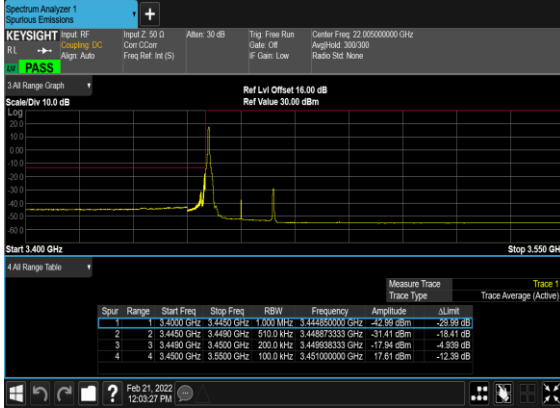 Spectrum Analyzer 1
Spurious Emissions
+
KEYSIGHT Input: RF Input Z: 50 Ω Atten: 30 dB Trig: Free Run Center Freq: 22.005000000 GHz
RL Coupling: DC Corr CCorr Gate: Off Avg|Hold: 300/300
Align: Auto Freq Ref: Int (S) IF Gain: Low Radio Std: None
LXI PASS
3.All Range Graph Ref Lvl Offset 16.00 dB
Scale/Div 10.0 dB Ref Value 30.00 dBm
Log
20.0
10.0
0.00
-10.0
-20.0
-30.0
-40.0
-50.0
-60.0
Start 3.400 GHz Stop 3.550 GH
4.All Range Table
Measure Trace Trace 1
Trace Type Trace Average (Active)
Spur Range Start Freq Stop Freq RBW Frequency Amplitude ΔLimit
1 1 3.4000 GHz 3.4450 GHz 1.000 MHz 3.444850000 GHz -42.99 dBm -29.99 dB
2 2 3.4450 GHz 3.4490 GHz 510.0 kHz 3.448873333 GHz -31.41 dBm -18.41 dB
3 3 3.4490 GHz 3.4500 GHz 200.0 kHz 3.449938333 GHz -17.94 dBm -4.939 dB
4 4 3.4500 GHz 3.5500 GHz 100.0 kHz 3.451000000 GHz 17.61 dBm -12.39 dB
? Feb 21, 2022
12:03:27 PM